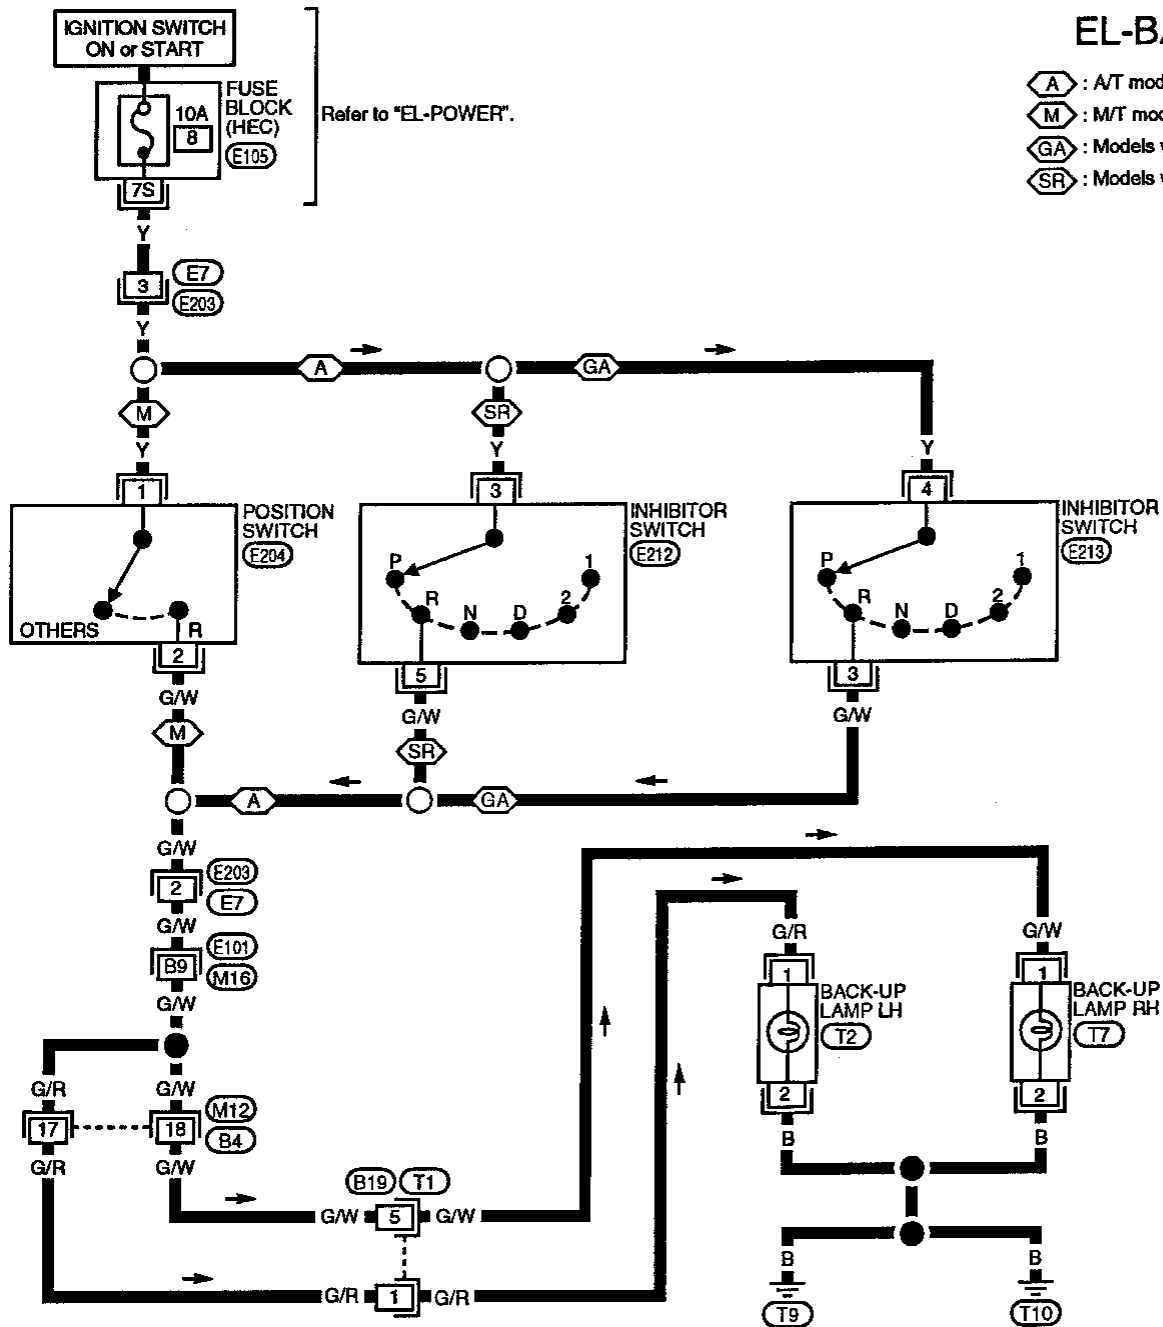 EL-BA
IGNITION SWITCH
ON or START
FUSE
BLOCK
(HEC)
E105
10A
8
7S
Refer to "EL-POWER".
A : A/T mod
M : M/T mod
GA : Models
SR : Models
Y
3
E7
E203
Y
A
GA
M
SR
Y
Y
Y
1
3
4
POSITION
SWITCH
E204
OTHERS
R
INHIBITOR
SWITCH
E212
P
R
N
D
2
1
INHIBITOR
SWITCH
E213
P
R
N
D
2
1
2
5
3
G/W
G/W
G/W
M
SR
A
GA
G/W
2
E203
E7
G/W
B9
E101
M16
G/W
G/R
G/W
17
18
M12
B4
G/R
G/W
B19
T1
G/W
5
G/W
G/R
1
G/R
G/R
G/W
1
1
BACK-UP
LAMP LH
T2
BACK-UP
LAMP RH
T7
2
2
B
B
B
B
T9
T10